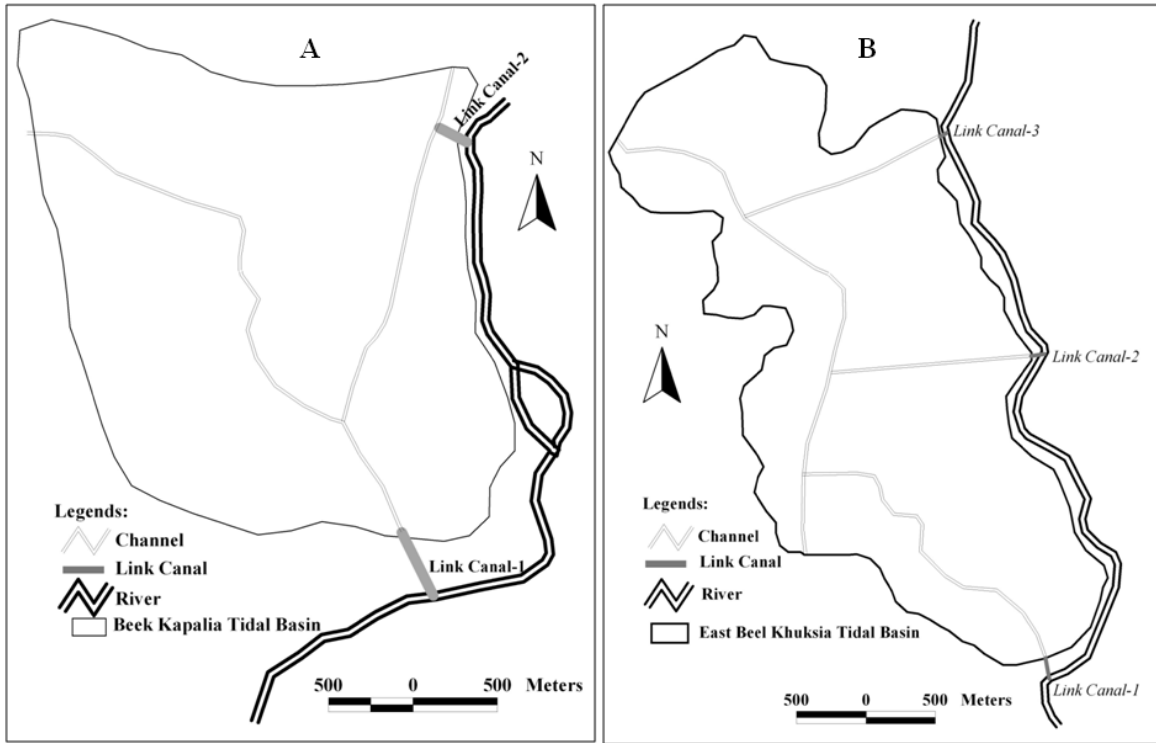 A
Link Canal-2
N
Legends:
Channel
Link Canal
River
Beek Kapalia Tidal Basin
Link Canal-1
500 0 500 Meters
B
Link Canal-3
N
Link Canal-2
Legends:
Channel
Link Canal
River
East Beel Khuksia Tidal Basin
Link Canal-1
500 0 500 Meters